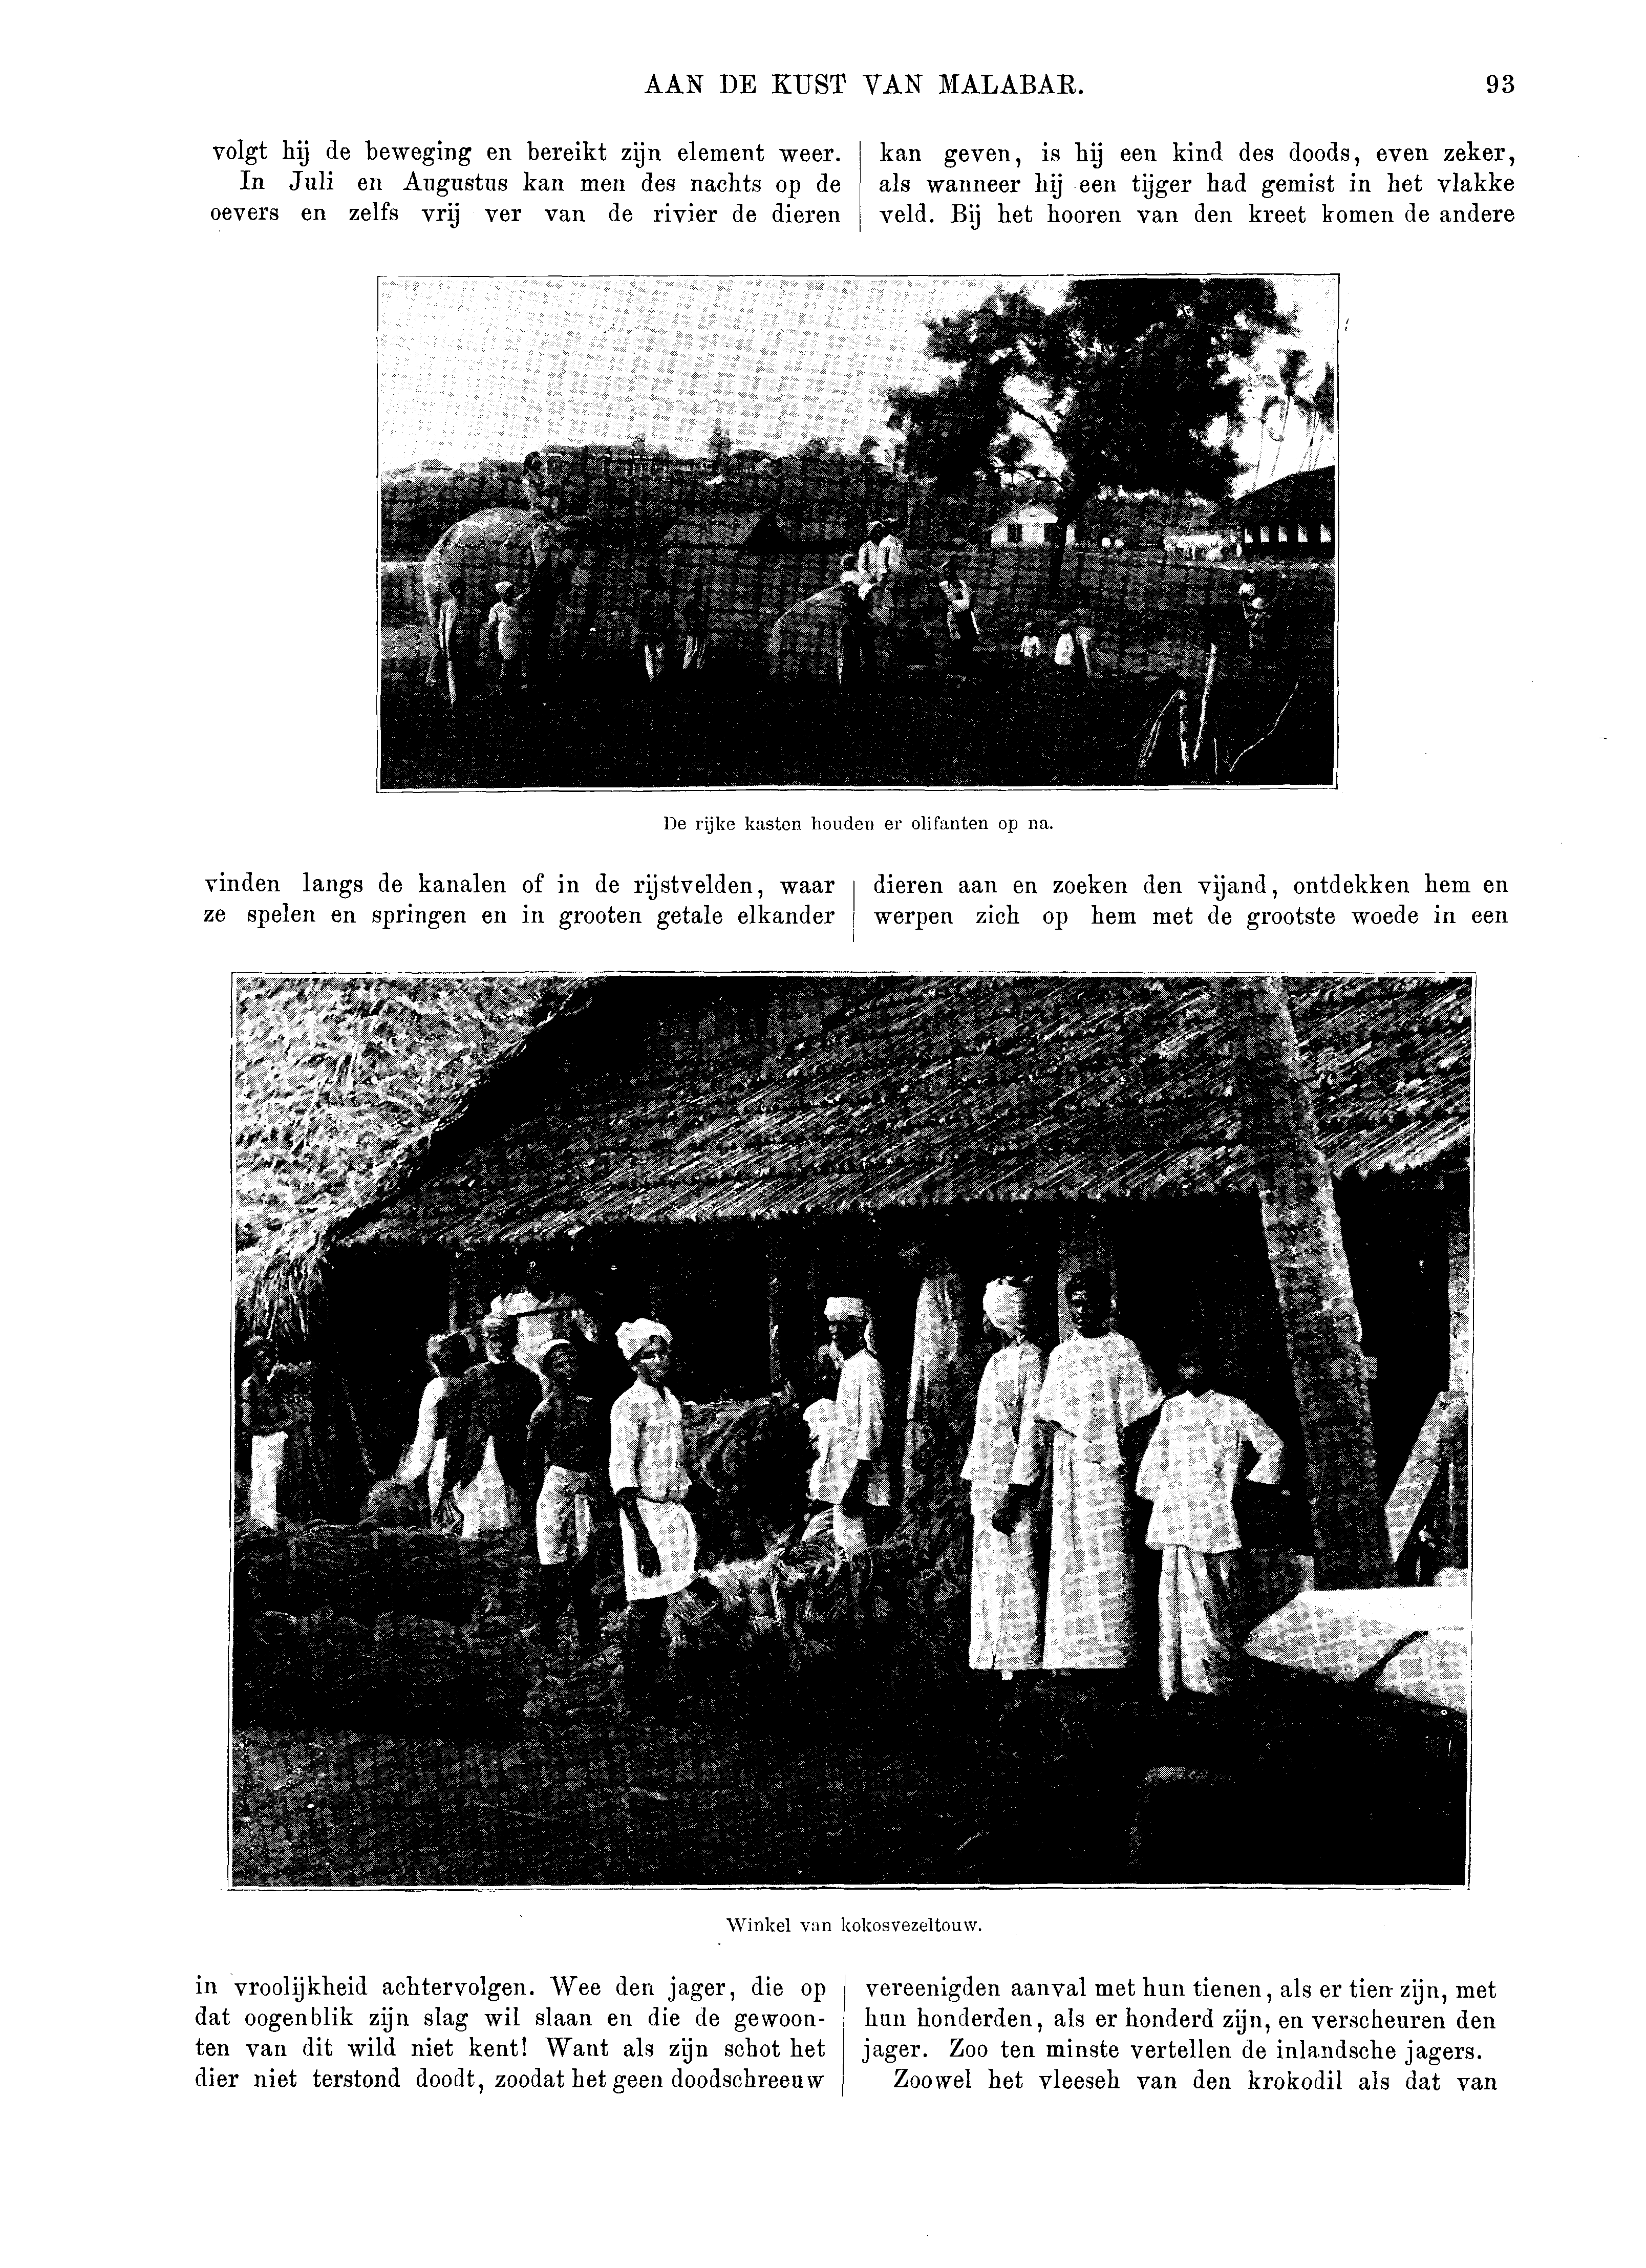 AAN DE KUST VAN MALABAR. 93
volgt hij de beweging en bereikt zijn element weer.
In Juli en Augustus kan men des nachts op de
oevers en zelfs vrij ver van de rivier de dieren
vinden langs de kanalen of in de rijstvelden, waar
ze spelen en springen en in grooten getale elkander
in vroolijkheid achtervolgen. Wee den jager, die op
dat oogenblik zijn slag wil slaan en die de gewoon-
ten van dit wild niet kent! Want als zijn schot het
dier niet terstond doodt, zoodat het geen doodschreeuw
kan geven, is hij een kind des doods, even zeker,
als wanneer hij een tijger had gemist in het vlakke
veld. Bij het hooren van den kreet komen de andere
dieren aan en zoeken den vijand, ontdekken hem en
werpen zich op hem met de grootste woede in een
vereenigden aanval met hun tienen, als er tien zijn, met
hun honderden, als er honderd zijn, en verscheuren den
jager. Zoo ten minste vertellen de inlandsche jagers.
Zoowel het vleesch van den krokodil als dat van
De rijke kasten houden er olifanten op na.
Winkel van kokosvezeltouw.